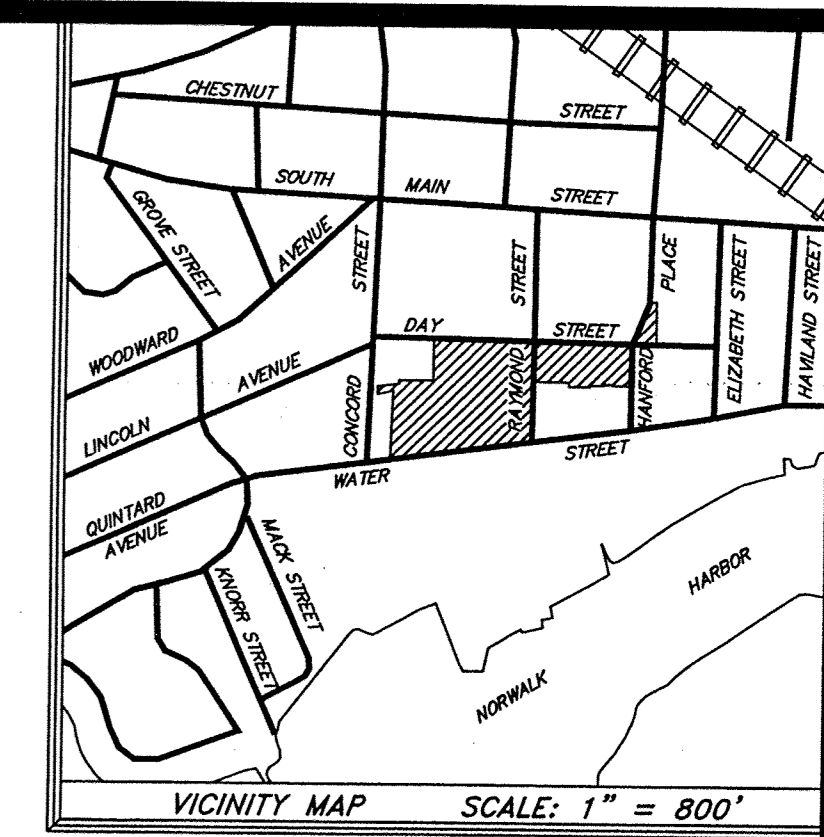 CHESTNUT STREET
SOUTH MAIN STREET
GROVE STREET
AVENUE
STREET
STREET
PLACE
ELIZABETH STREET
HAVILAND STREET
WOODWARD
DAY STREET
AVENUE
LINCOLN
CONCORD
RAYMOND
HANFORD
WATER STREET
QUINTARD
AVENUE
MACK STREET
KNORR STREET
HARBOR
NORWALK
VICINITY MAP SCALE: 1" = 800'